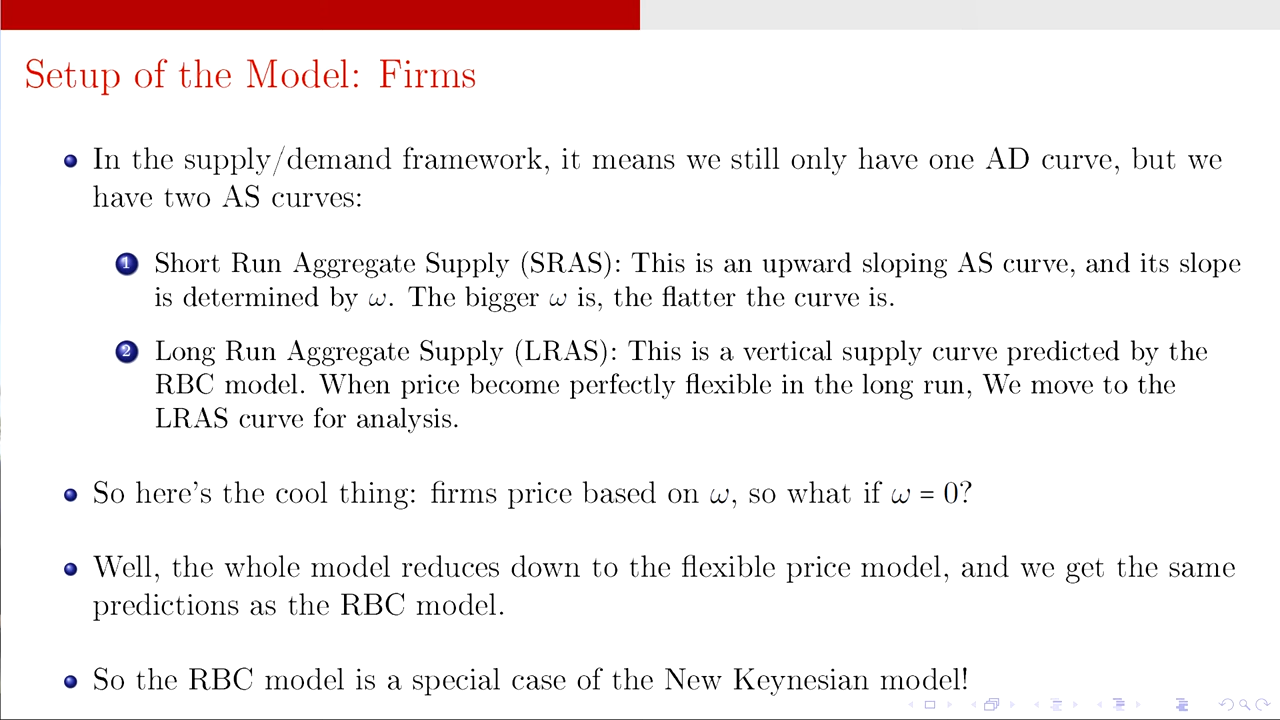 Setup of the Model: Firms
In the supply/demand framework, it means we still only have one AD curve, but we
have two AS curves:
1 Short Run Aggregate Supply (SRAS): This is an upward sloping AS curve, and its slope
is determined by ω. The bigger ω is, the flatter the curve is.
2 Long Run Aggregate Supply (LRAS): This is a vertical supply curve predicted by the
RBC model. When price become perfectly flexible in the long run, We move to the
LRAS curve for analysis.
So here's the cool thing: firms price based on ω, so what if ω = 0?
Well, the whole model reduces down to the flexible price model, and we get the same
predictions as the RBC model.
So the RBC model is a special case of the New Keynesian model!